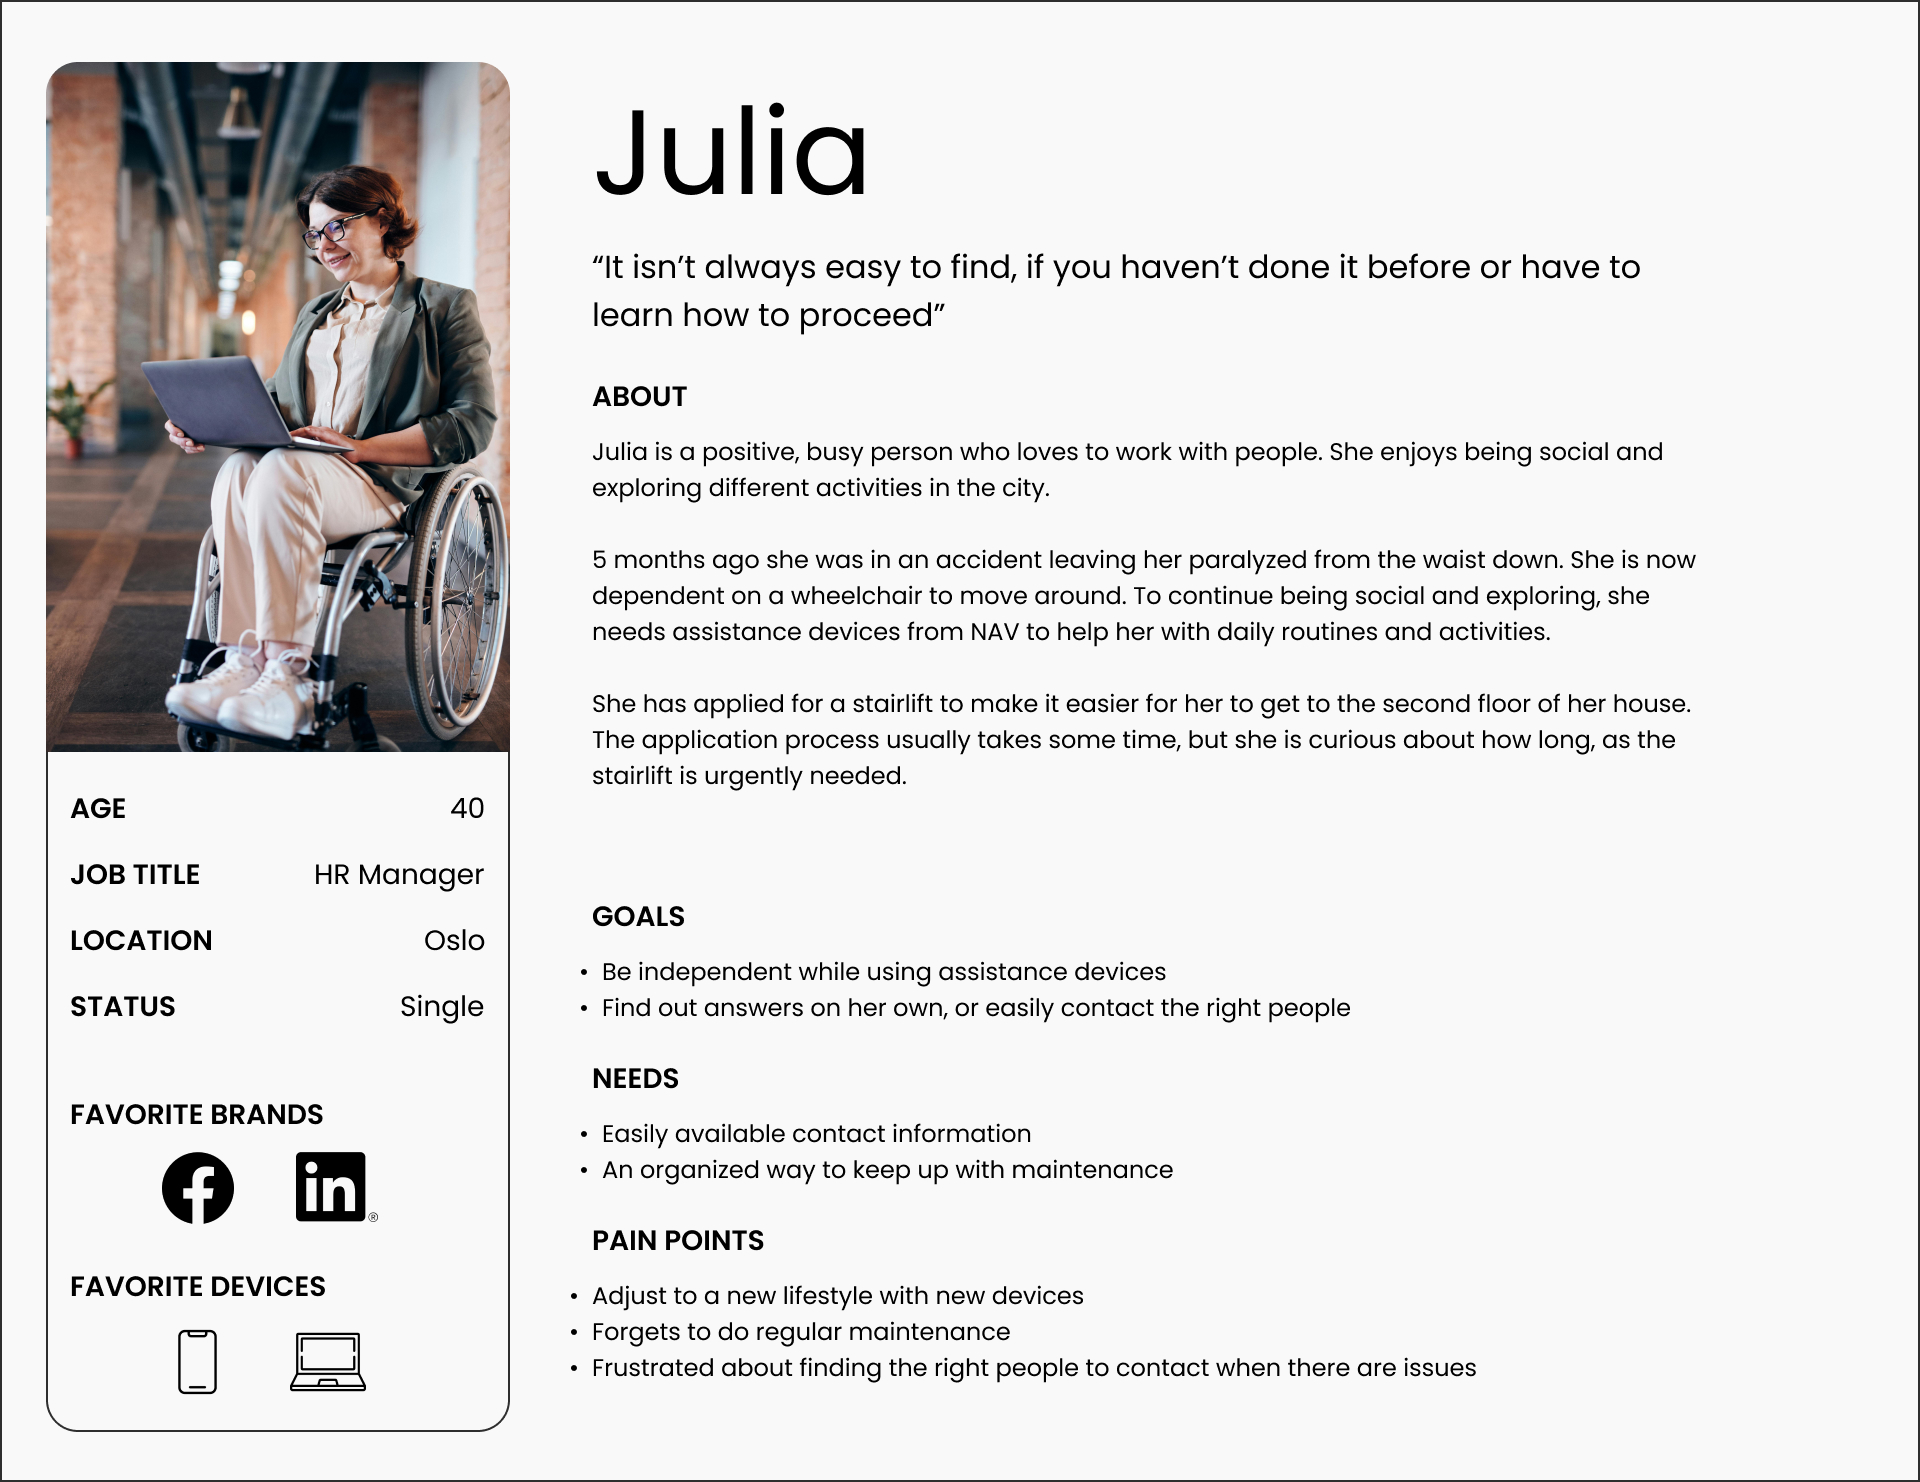 Julia
“It isn’t always easy to find, if you haven’t done it before or have to
learn how to proceed”
ABOUT
Julia is a positive, busy person who loves to work with people. She enjoys being social and
exploring different activities in the city.
5 months ago she was in an accident leaving her paralyzed from the waist down. She is now
dependent on a wheelchair to move around. To continue being social and exploring, she
needs assistance devices from NAV to help her with daily routines and activities.
She has applied for a stairlift to make it easier for her to get to the second floor of her house.
The application process usually takes some time, but she is curious about how long, as the
stairlift is urgently needed.
AGE 40
JOB TITLE HR Manager
LOCATION Oslo
STATUS Single
FAVORITE BRANDS
f in ®
FAVORITE DEVICES
GOALS
• Be independent while using assistance devices
• Find out answers on her own, or easily contact the right people
NEEDS
• Easily available contact information
• An organized way to keep up with maintenance
PAIN POINTS
• Adjust to a new lifestyle with new devices
• Forgets to do regular maintenance
• Frustrated about finding the right people to contact when there are issues